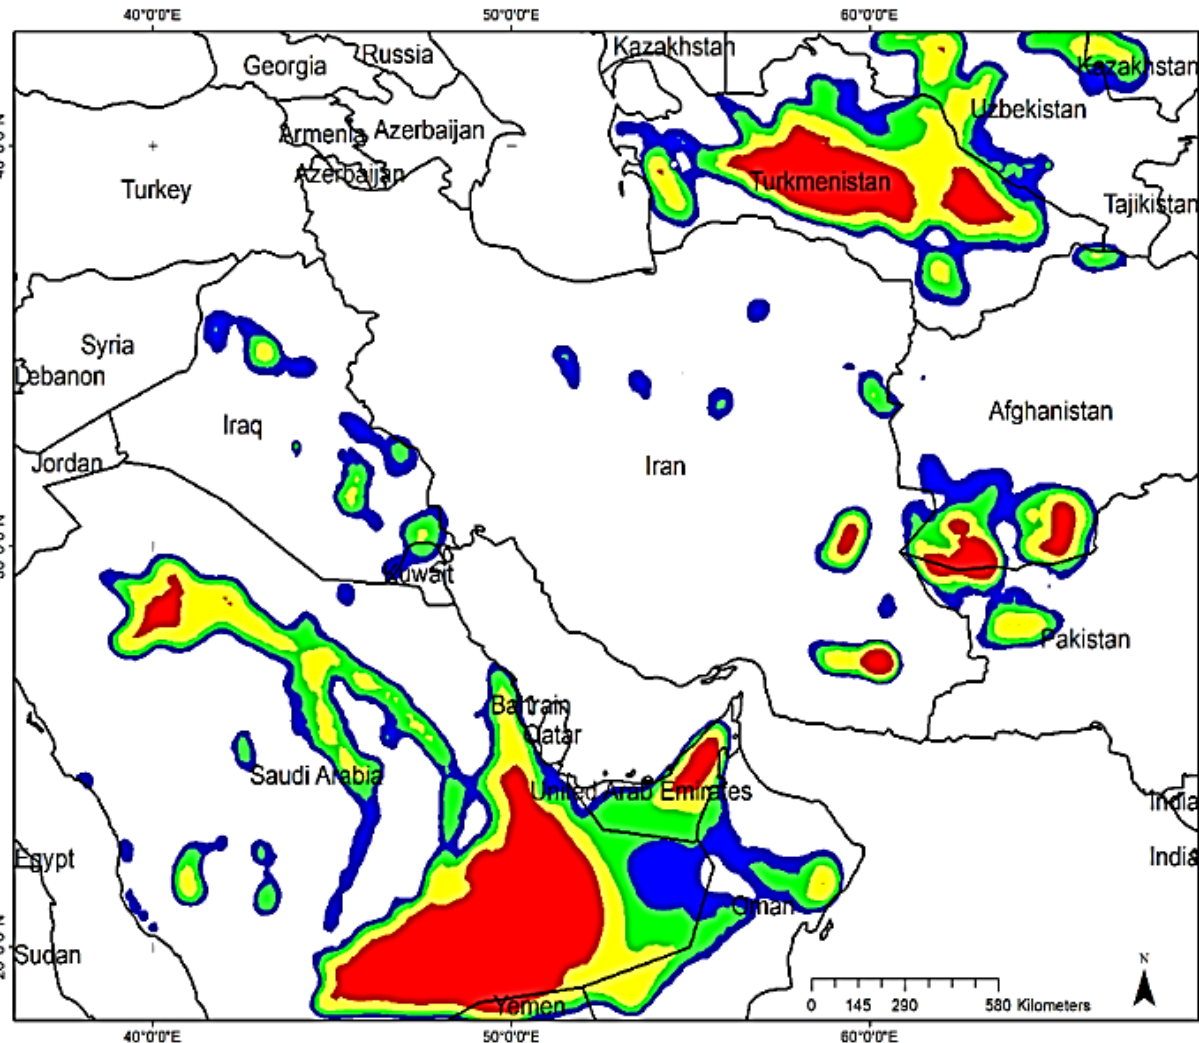 40°0'0"E 50°0'0"E 60°0'0"E
Kazakhstan
Russia
Georgia
Kazakhstan
Uzbekistan
Armenia
Azerbaijan
Azerbaijan
Turkey
Turkmenistan
Tajikistan
Syria
Lebanon
Iraq
Afghanistan
Jordan
Iran
Kuwait
Pakistan
Bahrain
Qatar
Saudi Arabia
United Arab Emirates
India
Egypt
India
Oman
Sudan
N
Yemen
0 145 290 580 Kilometers
40°0'0"E 50°0'0"E 60°0'0"E